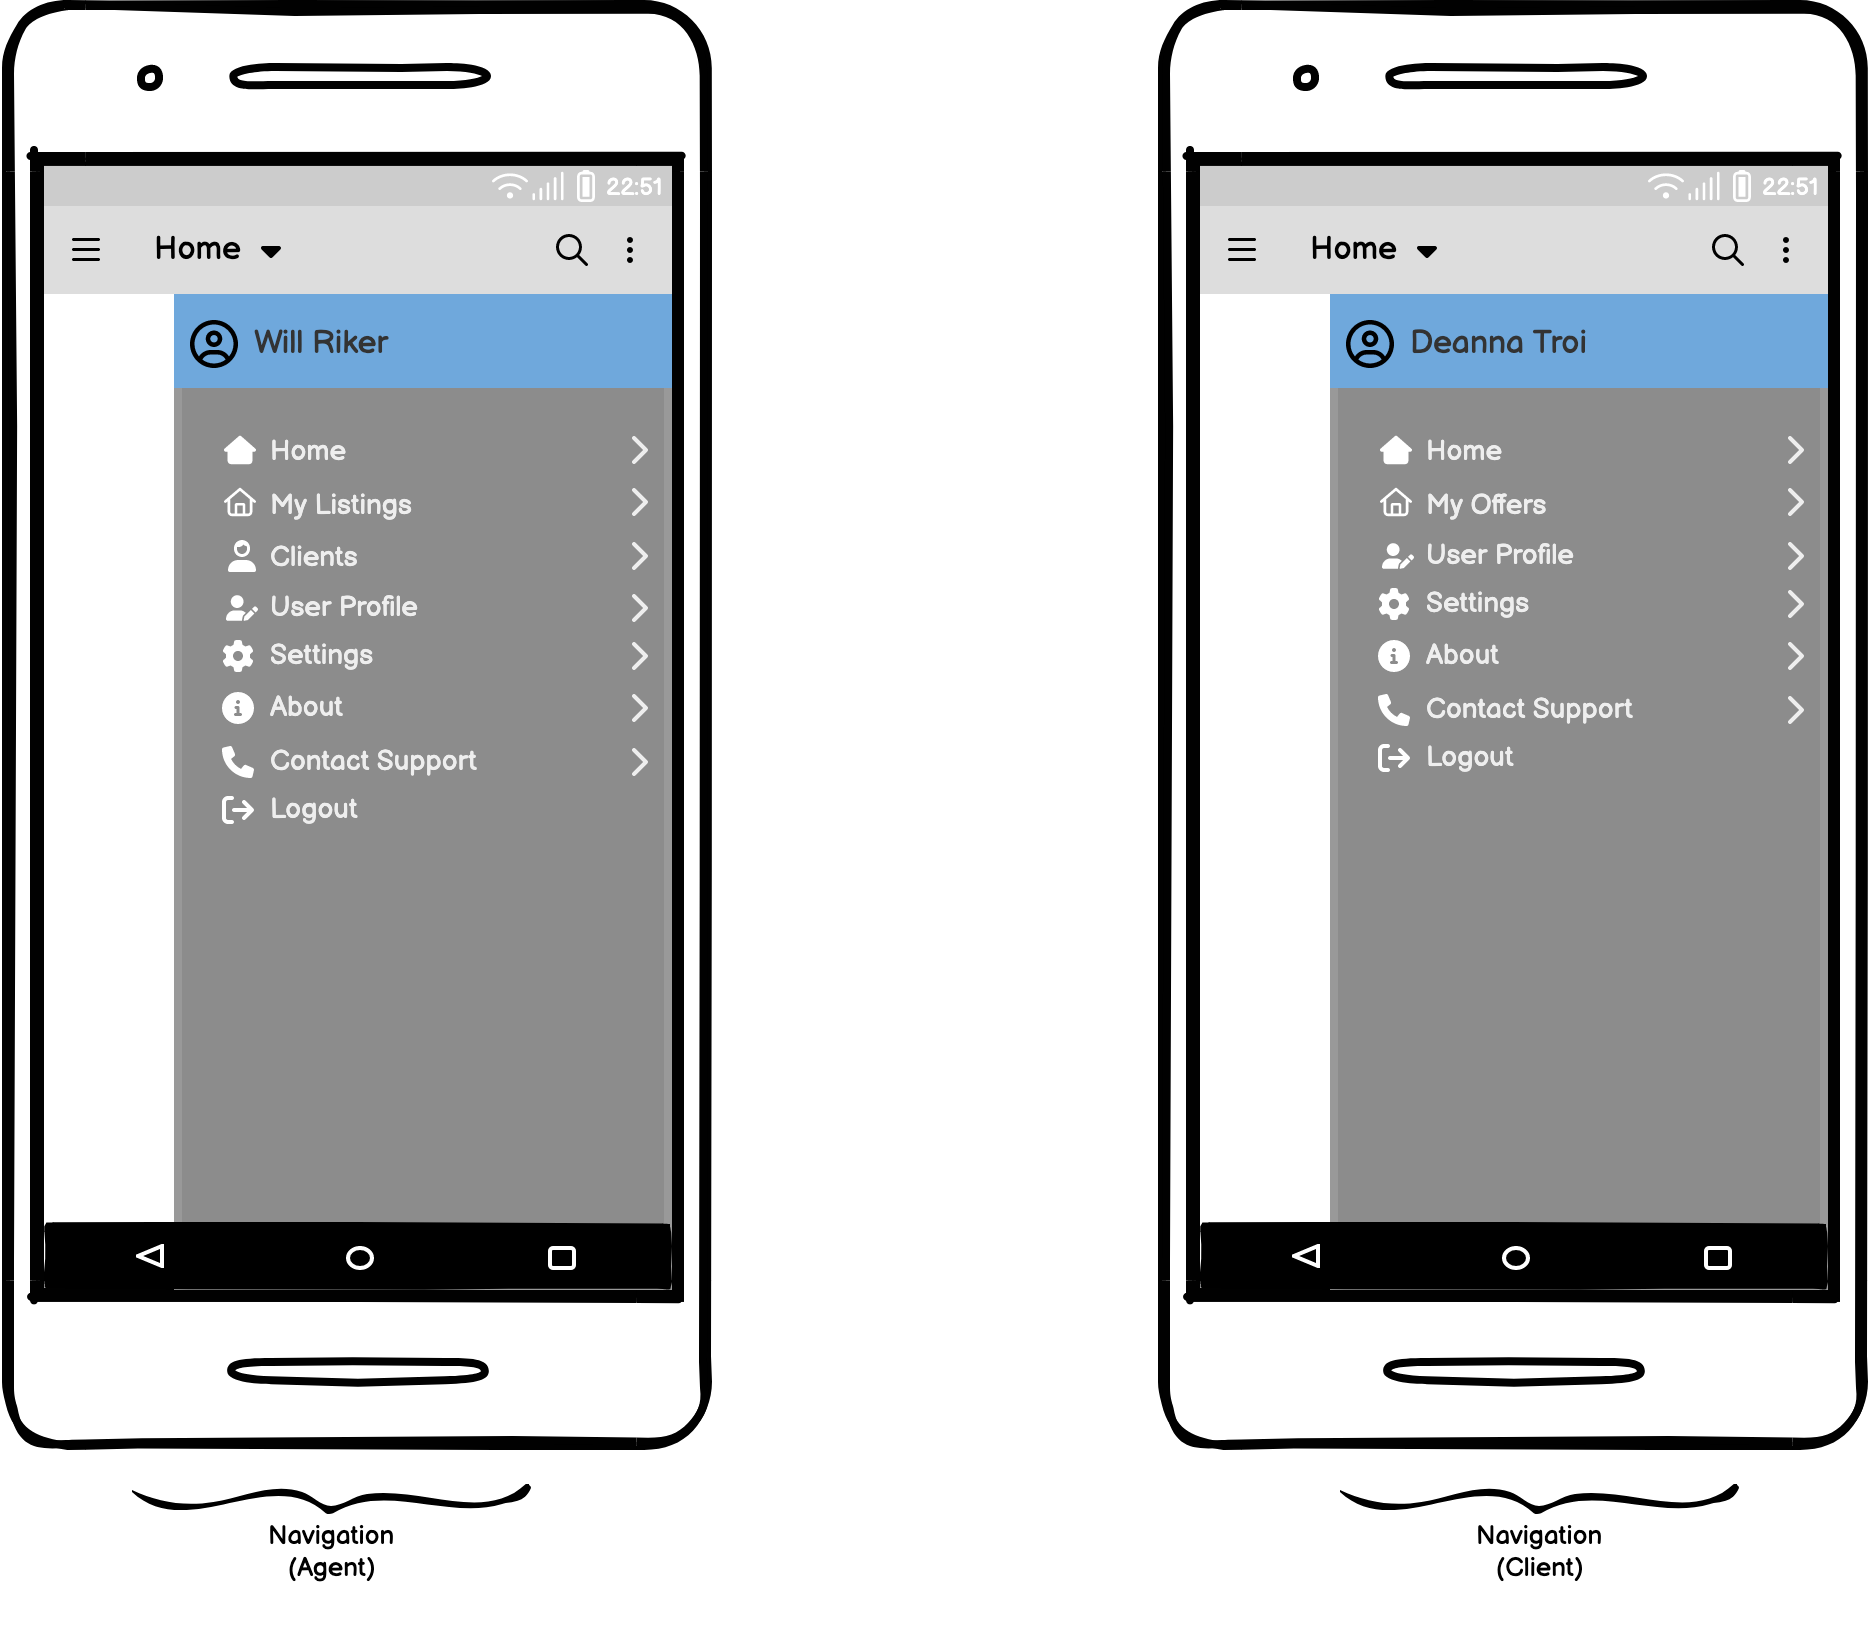 22:51
Home
Will Riker
Home
My Listings
Clients
User Profile
Settings
About
Contact Support
Logout
Navigation
(Agent)
22:51
Home
Deanna Troi
Home
My Offers
User Profile
Settings
About
Contact Support
Logout
Navigation
(Client)